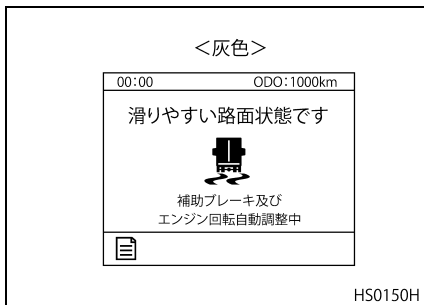 ＜灰色＞
00：00 ODO：1000km
滑りやすい路面状態です
補助ブレーキ及び
エンジン回転自動調整中
HS0150H